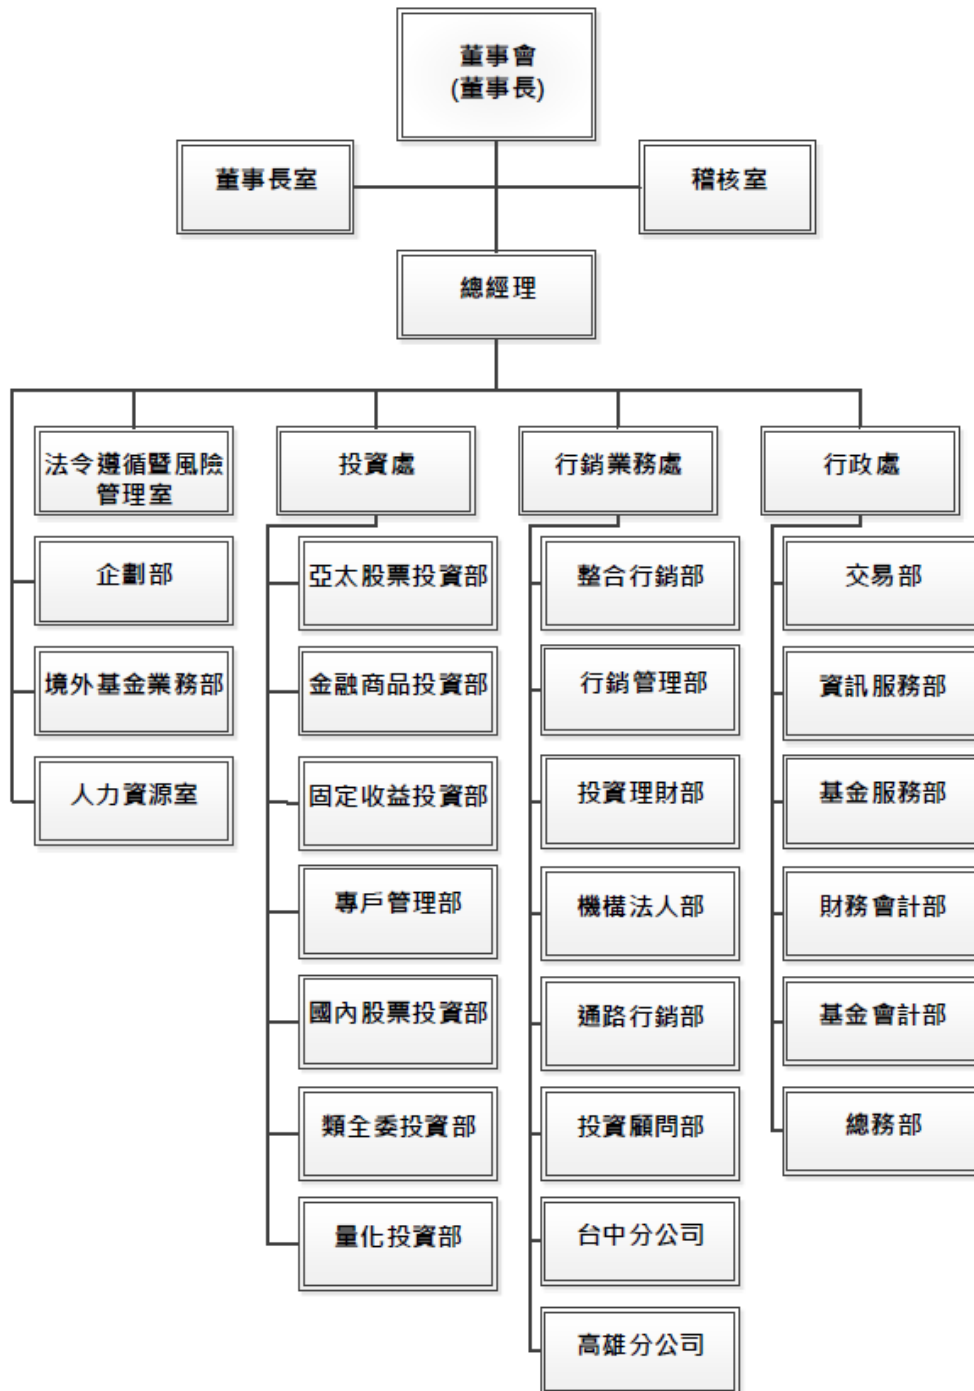 董事會
(董事長)
董事長室
稽核室
總經理
法令遵循暨風險
管理室
企劃部
境外基金業務部
人力資源室
投資處
亞太股票投資部
金融商品投資部
固定收益投資部
專戶管理部
國內股票投資部
類全委投資部
量化投資部
行銷業務處
整合行銷部
行銷管理部
投資理財部
機構法人部
通路行銷部
投資顧問部
台中分公司
高雄分公司
行政處
交易部
資訊服務部
基金服務部
財務會計部
基金會計部
總務部